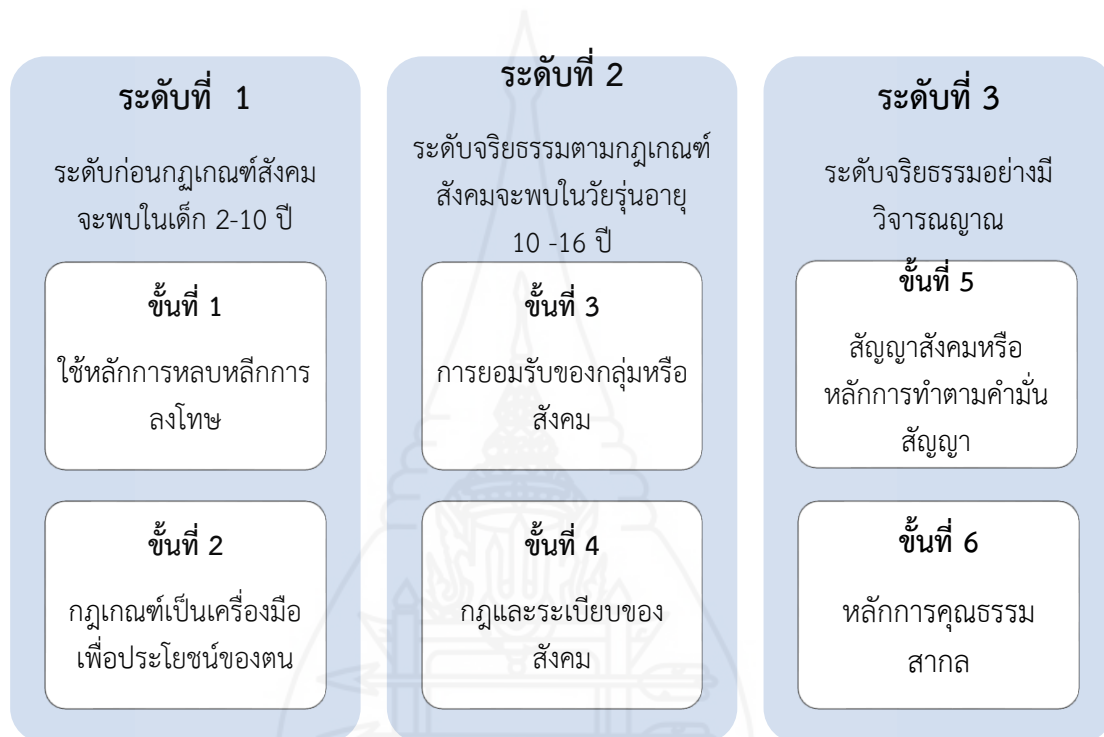 ระดับที่ 1
ระดับก่อนกฏเกณฑ์สังคม
จะพบในเด็ก 2-10 ปี
ขั้นที่ 1
ใช้หลักการหลบหลีกการ
ลงโทษ
ขั้นที่ 2
กฎเกณฑ์เป็นเครื่องมือ
เพื่อประโยชน์ของตน
ระดับที่ 2
ระดับจริยธรรมตามกฎเกณฑ์
สังคมจะพบในวัยรุ่นอายุ
10 -16 ปี
ขั้นที่ 3
การยอมรับของกลุ่มหรือ
สังคม
ขั้นที่ 4
กฎและระเบียบของ
สังคม
ระดับที่ 3
ระดับจริยธรรมอย่างมี
วิจารณญาณ
ขั้นที่ 5
สัญญาสังคมหรือ
หลักการทำตามคำมั่น
สัญญา
ขั้นที่ 6
หลักการคุณธรรม
สากล